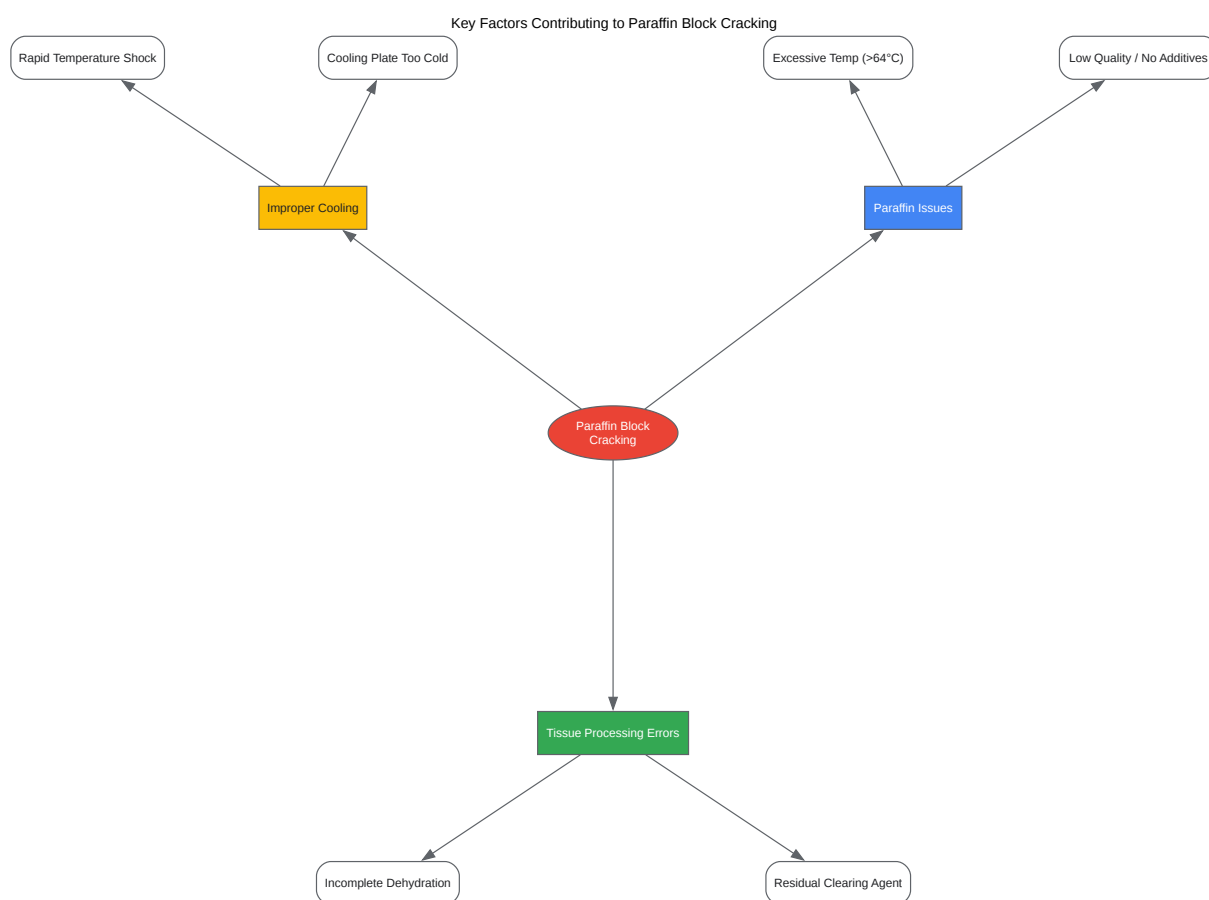 Key Factors Contributing to Paraffin Block Cracking
Rapid Temperature Shock
Cooling Plate Too Cold
Excessive Temp (>64°C)
Low Quality / No Additives
Improper Cooling
Paraffin Issues
Paraffin Block
Cracking
Tissue Processing Errors
Incomplete Dehydration
Residual Clearing Agent